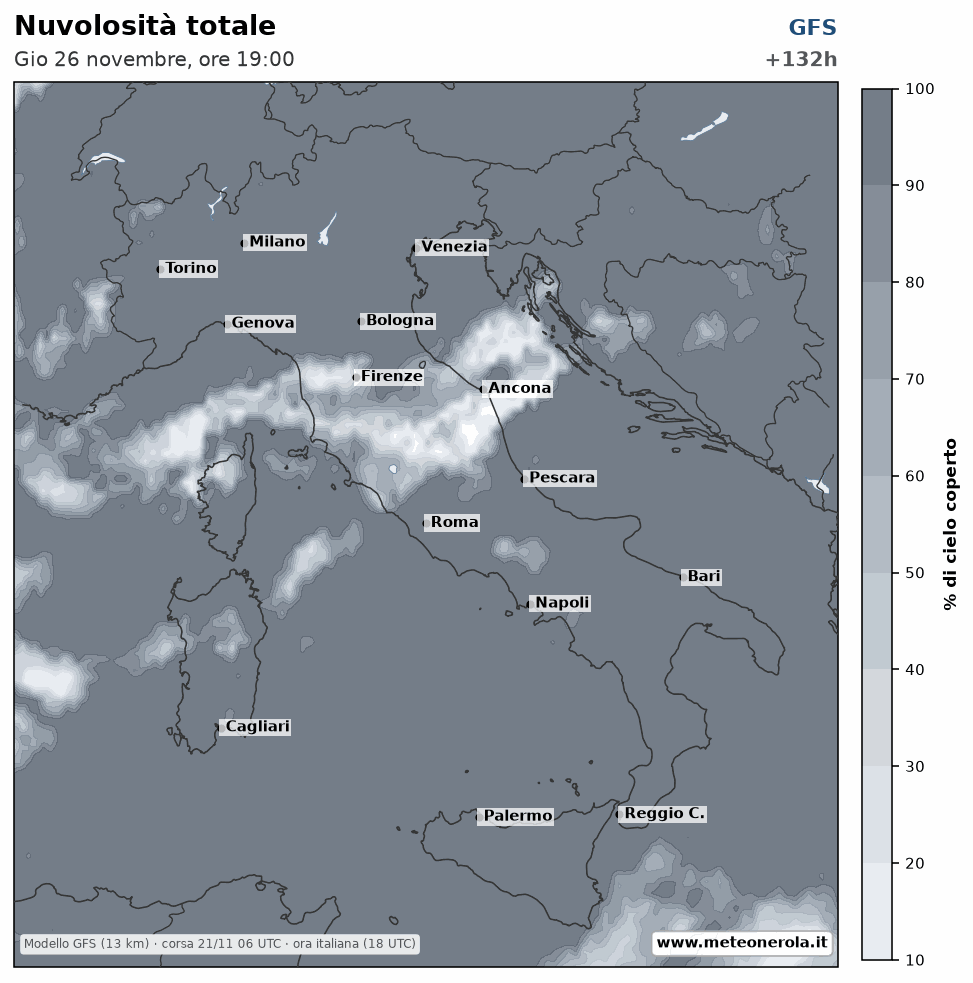 Nuvolosità totale
GFS
Gio 26 novembre, ore 19:00
+132h
100
90
80
70
60
50
40
30
20
10
% di cielo coperto
Milano
Venezia
Torino
Genova
Bologna
Firenze
Ancona
Pescara
Roma
Bari
Napoli
Cagliari
Palermo
Reggio C.
Modello GFS (13 km) · corsa 21/11 06 UTC · ora italiana (18 UTC)
www.meteonerola.it